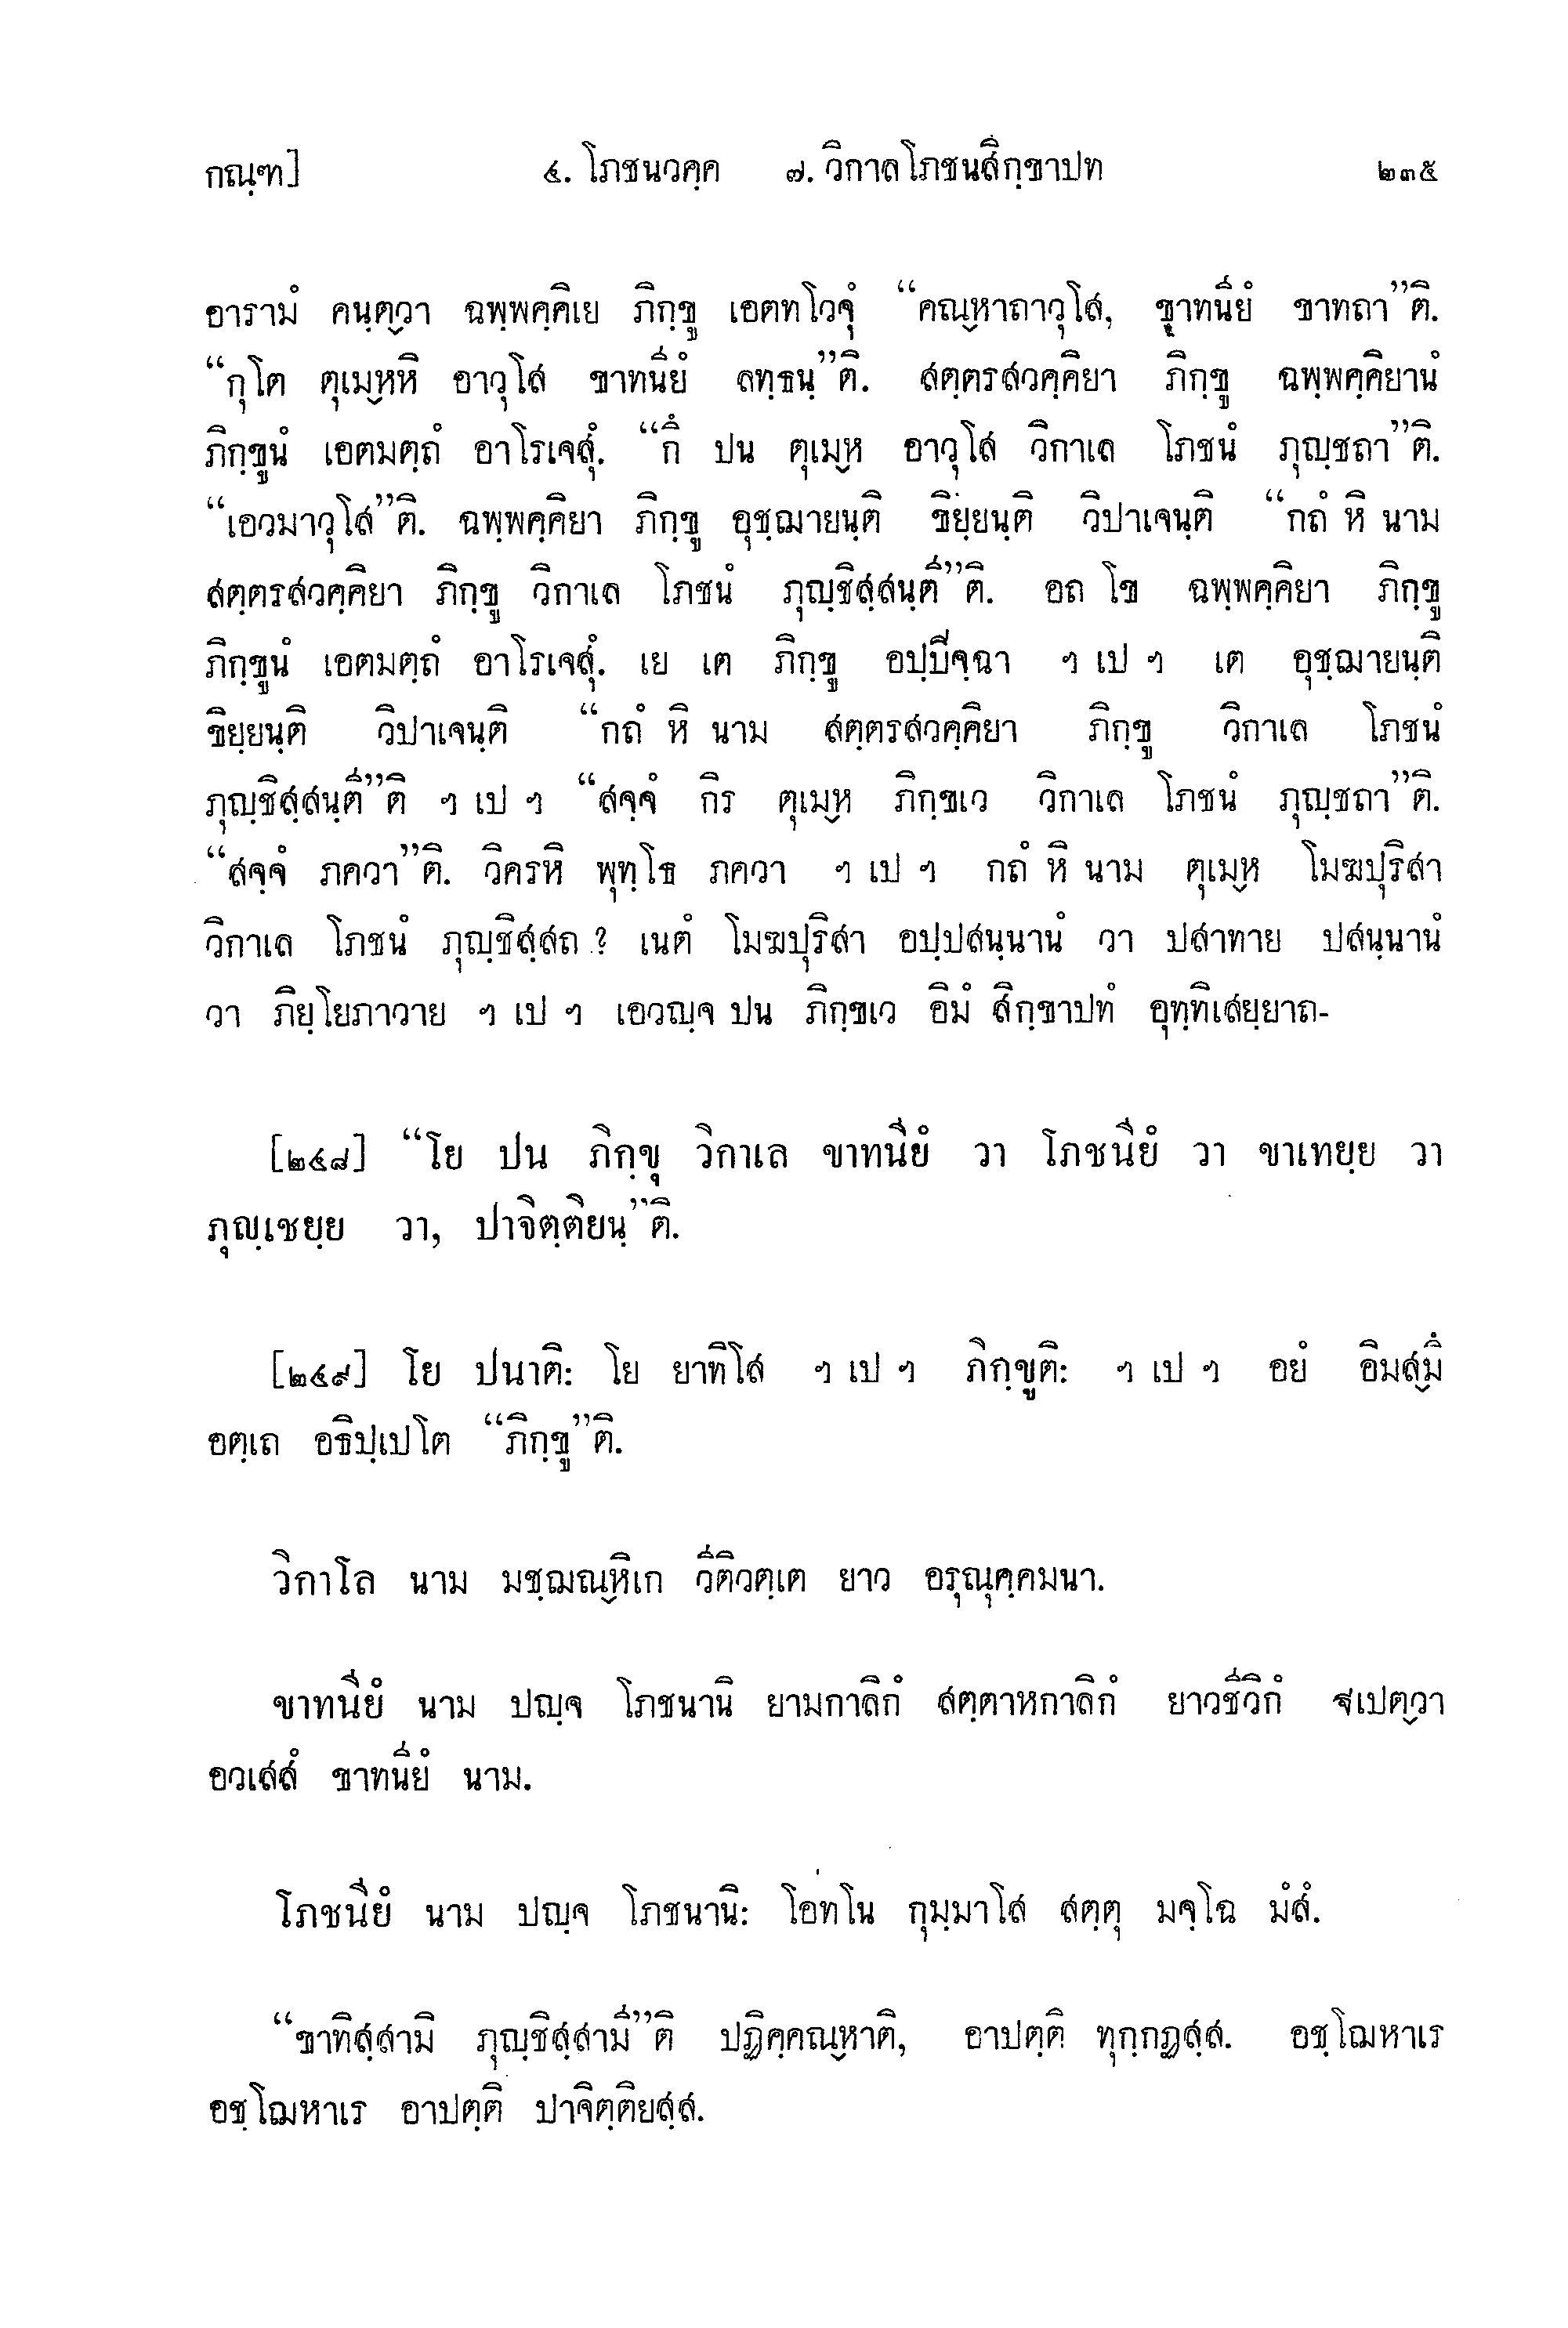 กณฺฑ] ๔. โภชนวคฺค ๗. วิกาลโภชนสิกฺขาปท ๒๓๕
อารามํ คนฺตฺวา ฉพฺพคฺคิเย ภิกฺขู เอตทโวจุํ “คณฺหาถาวุโส, ขาทนียํ ขาทถา”ติ.
“กุโต ตุเมฺหหิ อาวุโส ขาทนียํ ลทฺธนฺ”ติ. สตฺตรสวคฺคิยา ภิกฺขู ฉพฺพคฺคิยานํ
ภิกฺขูนํ เอตมตฺถํ อาโรเจสุํ. “กึ ปน ตุเมฺห อาวุโส วิกาเล โภชนํ ภุญฺชถา”ติ.
“เอวมาวุโส”ติ. ฉพฺพคฺคิยา ภิกฺขู อุชฺฌายนฺติ ขิยฺยนฺติ วิปาเจนฺติ “กถํ หิ นาม
สตฺตรสวคฺคิยา ภิกฺขู วิกาเล โภชนํ ภุญฺชิสฺสนฺตี”ติ. อถ โข ฉพฺพคฺคิยา ภิกฺขู
ภิกฺขูนํ เอตมตฺถํ อาโรเจสุํ. เย เต ภิกฺขู อปฺปิจฺฉา ฯ เป ฯ เต อุชฺฌายนฺติ
ขิยฺยนฺติ วิปาเจนฺติ “กถํ หิ นาม สตฺตรสวคฺคิยา ภิกฺขู วิกาเล โภชนํ
ภุญฺชิสฺสนฺตี”ติ ฯ เป ฯ “สจฺจํ กิร ตุเมฺห ภิกฺขเว วิกาเล โภชนํ ภุญฺชถา”ติ.
“สจฺจํ ภควา”ติ. วิครหิ พุทฺโธ ภควา ฯ เป ฯ กถํ หิ นาม ตุเมฺห โมฆปุริสา
วิกาเล โภชนํ ภุญฺชิสฺสถ ? เนตํ โมฆปุริสา อปฺปสนฺนานํ วา ปสาทาย ปสนฺนานํ
วา ภิยฺโยภาวาย ฯ เป ฯ เอวญฺจ ปน ภิกฺขเว อิมํ สิกฺขาปทํ อุทฺทิเสยฺยาถ-
[๒๔๘] “โย ปน ภิกฺขุ วิกาเล ขาทนียํ วา โภชนียํ วา ขาเทยฺย วา
ภุญฺเชยฺย วา, ปาจิตฺติยนฺ”ติ.
[๒๔๙] โย ปนาติ: โย ยาทิโส ฯ เป ฯ ภิกฺขูติ: ฯ เป ฯ อยํ อิมสฺมึ
อตฺเถ อธิปฺเปโต “ภิกฺขู”ติ.
วิกาโล นาม มชฺฌณฺหิเก วีติวตฺเต ยาว อรุณุคฺคมนา.
ขาทนียํ นาม ปญฺจ โภชนานิ ยามกาลิกํ สตฺตาหกาลิกํ ยาวชีวิกํ ฐเปตฺวา
อวเสสํ ขาทนียํ นาม.
โภชนียํ นาม ปญฺจ โภชนานิ: โอทโน กุมฺมาโส สตฺตุ มจฺโฉ มํสํ.
“ขาทิสฺสามิ ภุญฺชิสฺสามี”ติ ปฏิคฺคณฺหาติ, อาปตฺติ ทุกฺกฏสฺส. อชฺโฌหาเร
อชฺโฌหาเร อาปตฺติ ปาจิตฺติยสฺส.